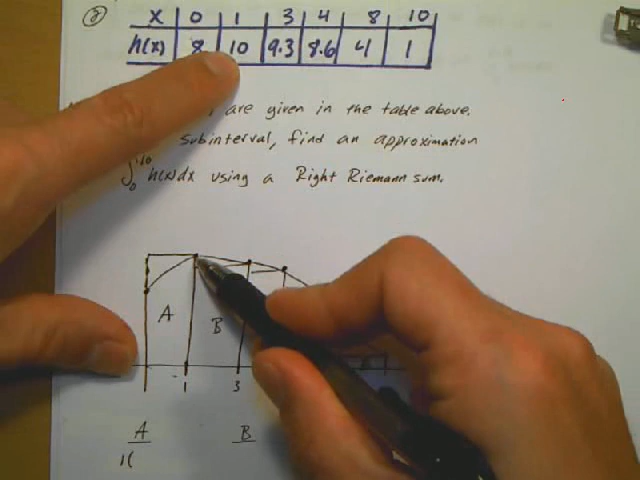 8) x 0 1 3 4 8 10
h(x) 8 10 9.3 8.6 4 1
are given in the table above.
subinterval, find an approximation
∫₀¹⁰ h(x)dx using a Right Riemann sum.
A B
1 3
A B
1(